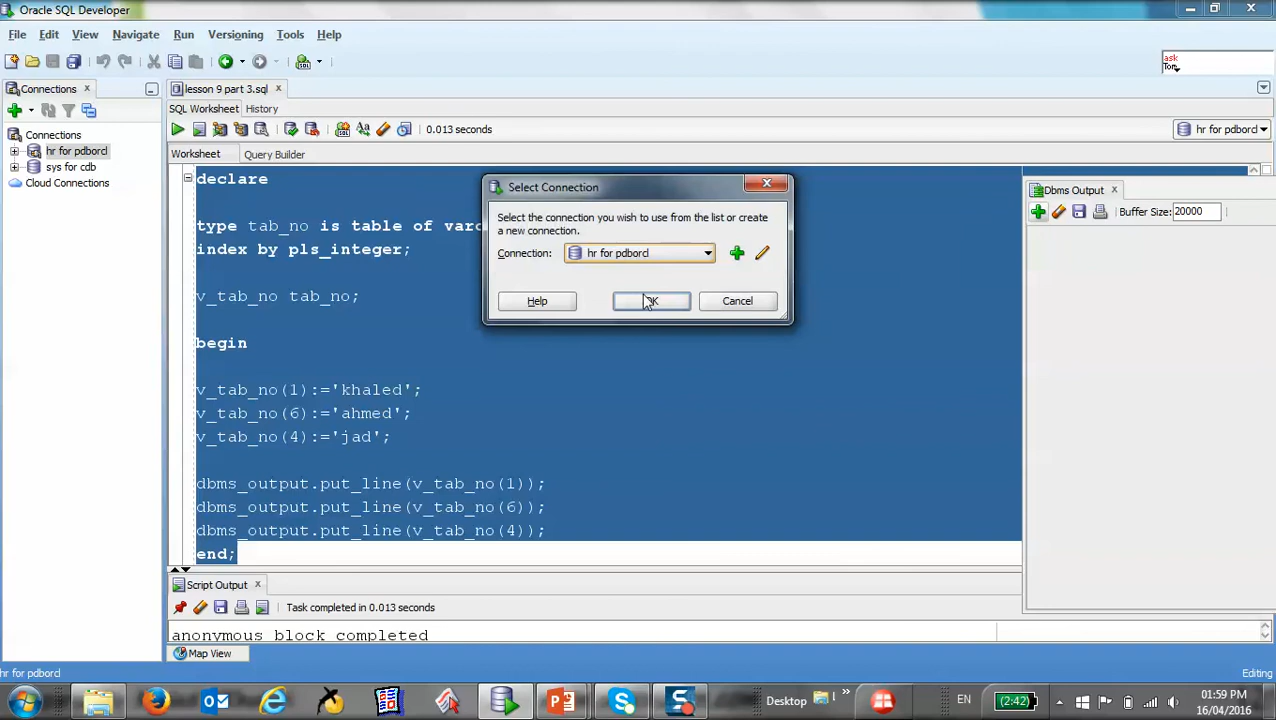 Oracle SQL Developer
File Edit View Navigate Run Versioning Tools Help
ask
Tom
Connections
lesson 9 part 3.sql
SQL Worksheet History
0.013 seconds
hr for pdborcl
Worksheet Query Builder
Connections
hr for pdborcl
sys for cdb
Cloud Connections
declare
type tab_no is table of varc
index by pls_integer;
v_tab_no tab_no;
begin
v_tab_no(1):='khaled';
v_tab_no(6):='ahmed';
v_tab_no(4):='jad';
dbms_output.put_line(v_tab_no(1));
dbms_output.put_line(v_tab_no(6));
dbms_output.put_line(v_tab_no(4));
end;
Select Connection
Select the connection you wish to use from the list or create
a new connection.
Connection: hr for pdborcl
Help OK Cancel
Dbms Output
Buffer Size: 20000
Script Output
Task completed in 0.013 seconds
anonymous block completed
Map View
hr for pdborcl
Editing
Desktop
EN
(2:42)
01:59 PM
16/04/2016